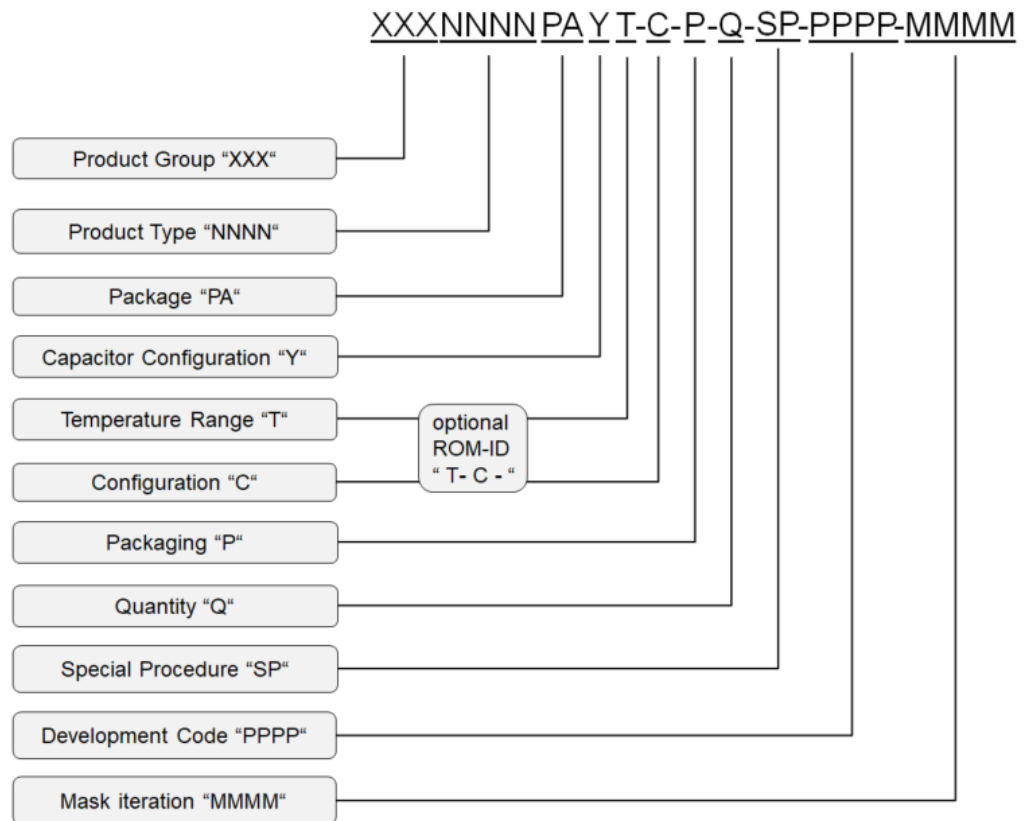 XXXNNNNPAYT-C-P-Q-SP-PPPP-MMMM
Product Group “XXX“
Product Type “NNNN“
Package “PA“
Capacitor Configuration “Y“
Temperature Range “T“
optional
ROM-ID
“ T- C - “
Configuration “C“
Packaging “P“
Quantity “Q“
Special Procedure “SP“
Development Code “PPPP“
Mask iteration “MMMM“